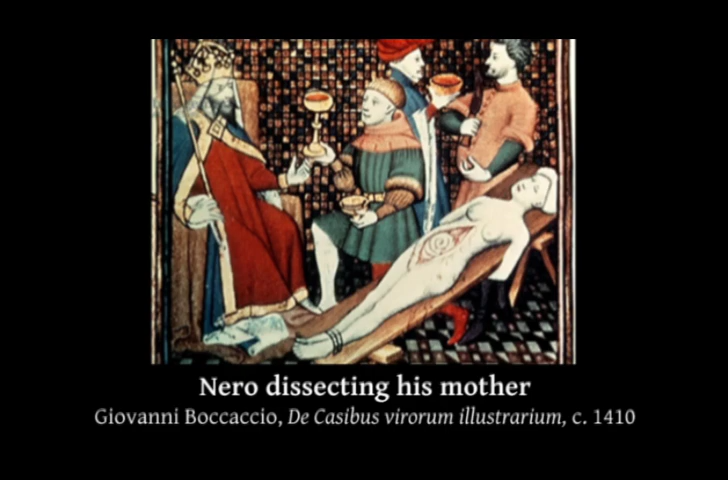 Nero dissecting his mother
Giovanni Boccaccio, De Casibus virorum illustrarium, c. 1410